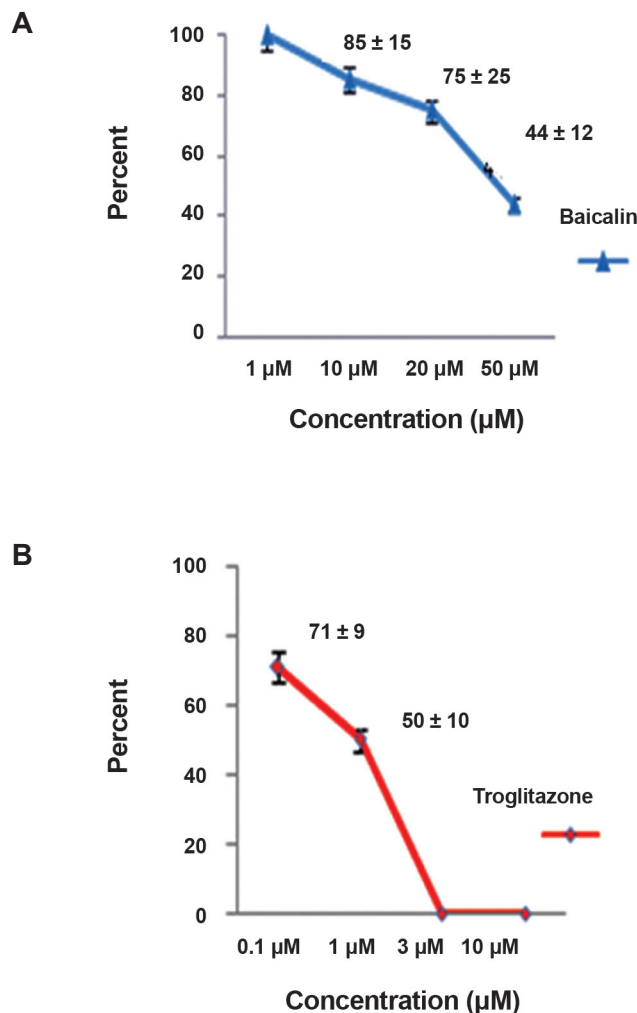 A
100
85 ± 15
75 ± 25
80
44 ± 12
60
Percent
40
Baicalin
20
0
1 µM 10 µM 20 µM 50 µM
Concentration (µM)
B
100
80
71 ± 9
60
50 ± 10
Percent
40
Troglitazone
20
0
0.1 µM 1 µM 3 µM 10 µM
Concentration (µM)